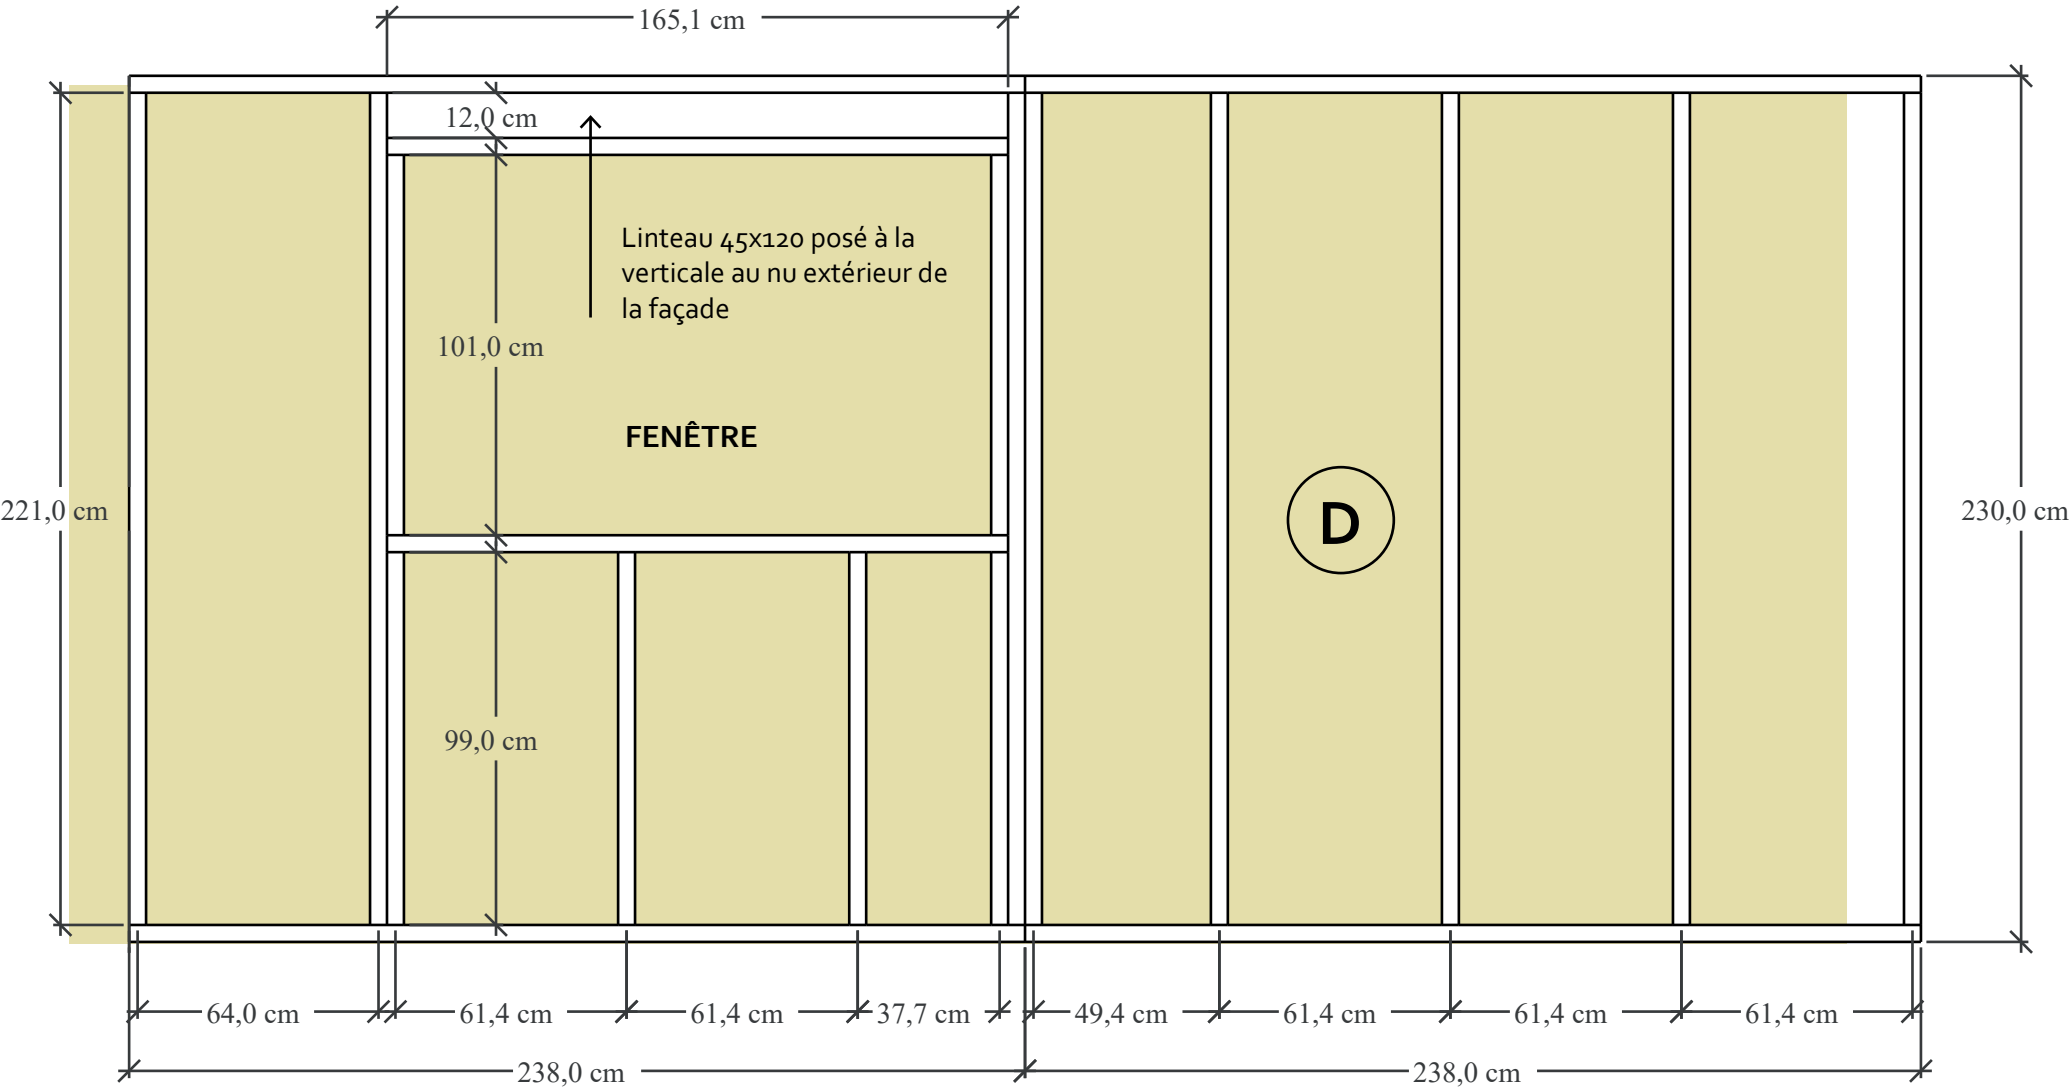 165,1 cm
12,0 cm
Linteau 45x120 posé à la
verticale au nu extérieur de
la façade
101,0 cm
FENÊTRE
221,0 cm
D
230,0 cm
99,0 cm
64,0 cm
61,4 cm
61,4 cm
37,7 cm
49,4 cm
61,4 cm
61,4 cm
61,4 cm
238,0 cm
238,0 cm